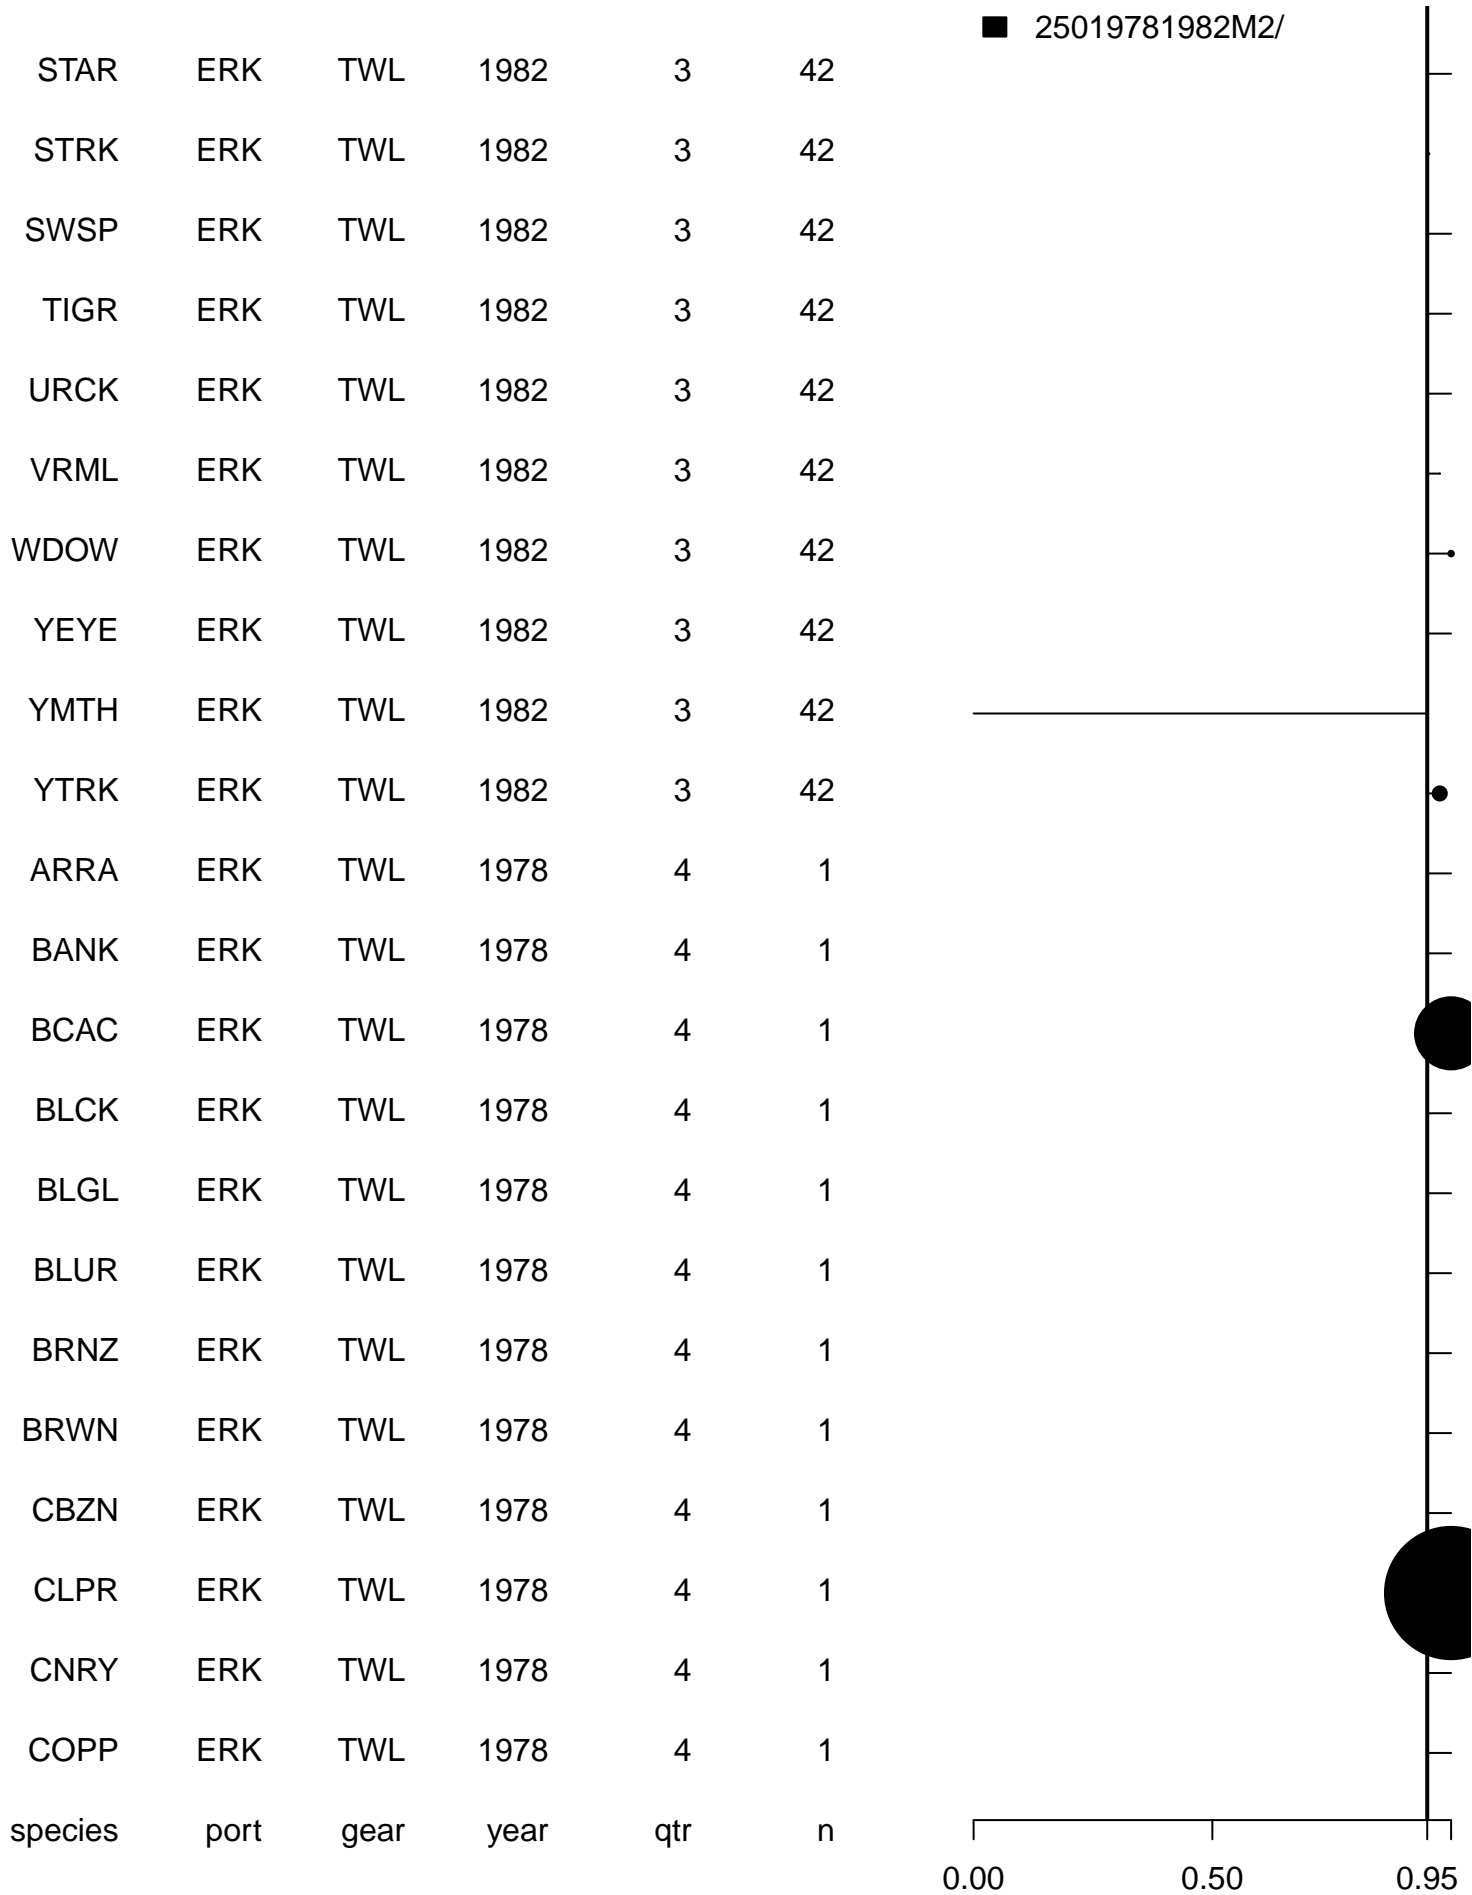 25019781982M2/
STAR ERK TWL 1982 3 42
STRK ERK TWL 1982 3 42
SWSP ERK TWL 1982 3 42
TIGR ERK TWL 1982 3 42
URCK ERK TWL 1982 3 42
VRML ERK TWL 1982 3 42
WDOW ERK TWL 1982 3 42
YEYE ERK TWL 1982 3 42
YMTH ERK TWL 1982 3 42
YTRK ERK TWL 1982 3 42
ARRA ERK TWL 1978 4 1
BANK ERK TWL 1978 4 1
BCAC ERK TWL 1978 4 1
BLCK ERK TWL 1978 4 1
BLGL ERK TWL 1978 4 1
BLUR ERK TWL 1978 4 1
BRNZ ERK TWL 1978 4 1
BRWN ERK TWL 1978 4 1
CBZN ERK TWL 1978 4 1
CLPR ERK TWL 1978 4 1
CNRY ERK TWL 1978 4 1
COPP ERK TWL 1978 4 1
species port gear year qtr n
0.00 0.50 0.95